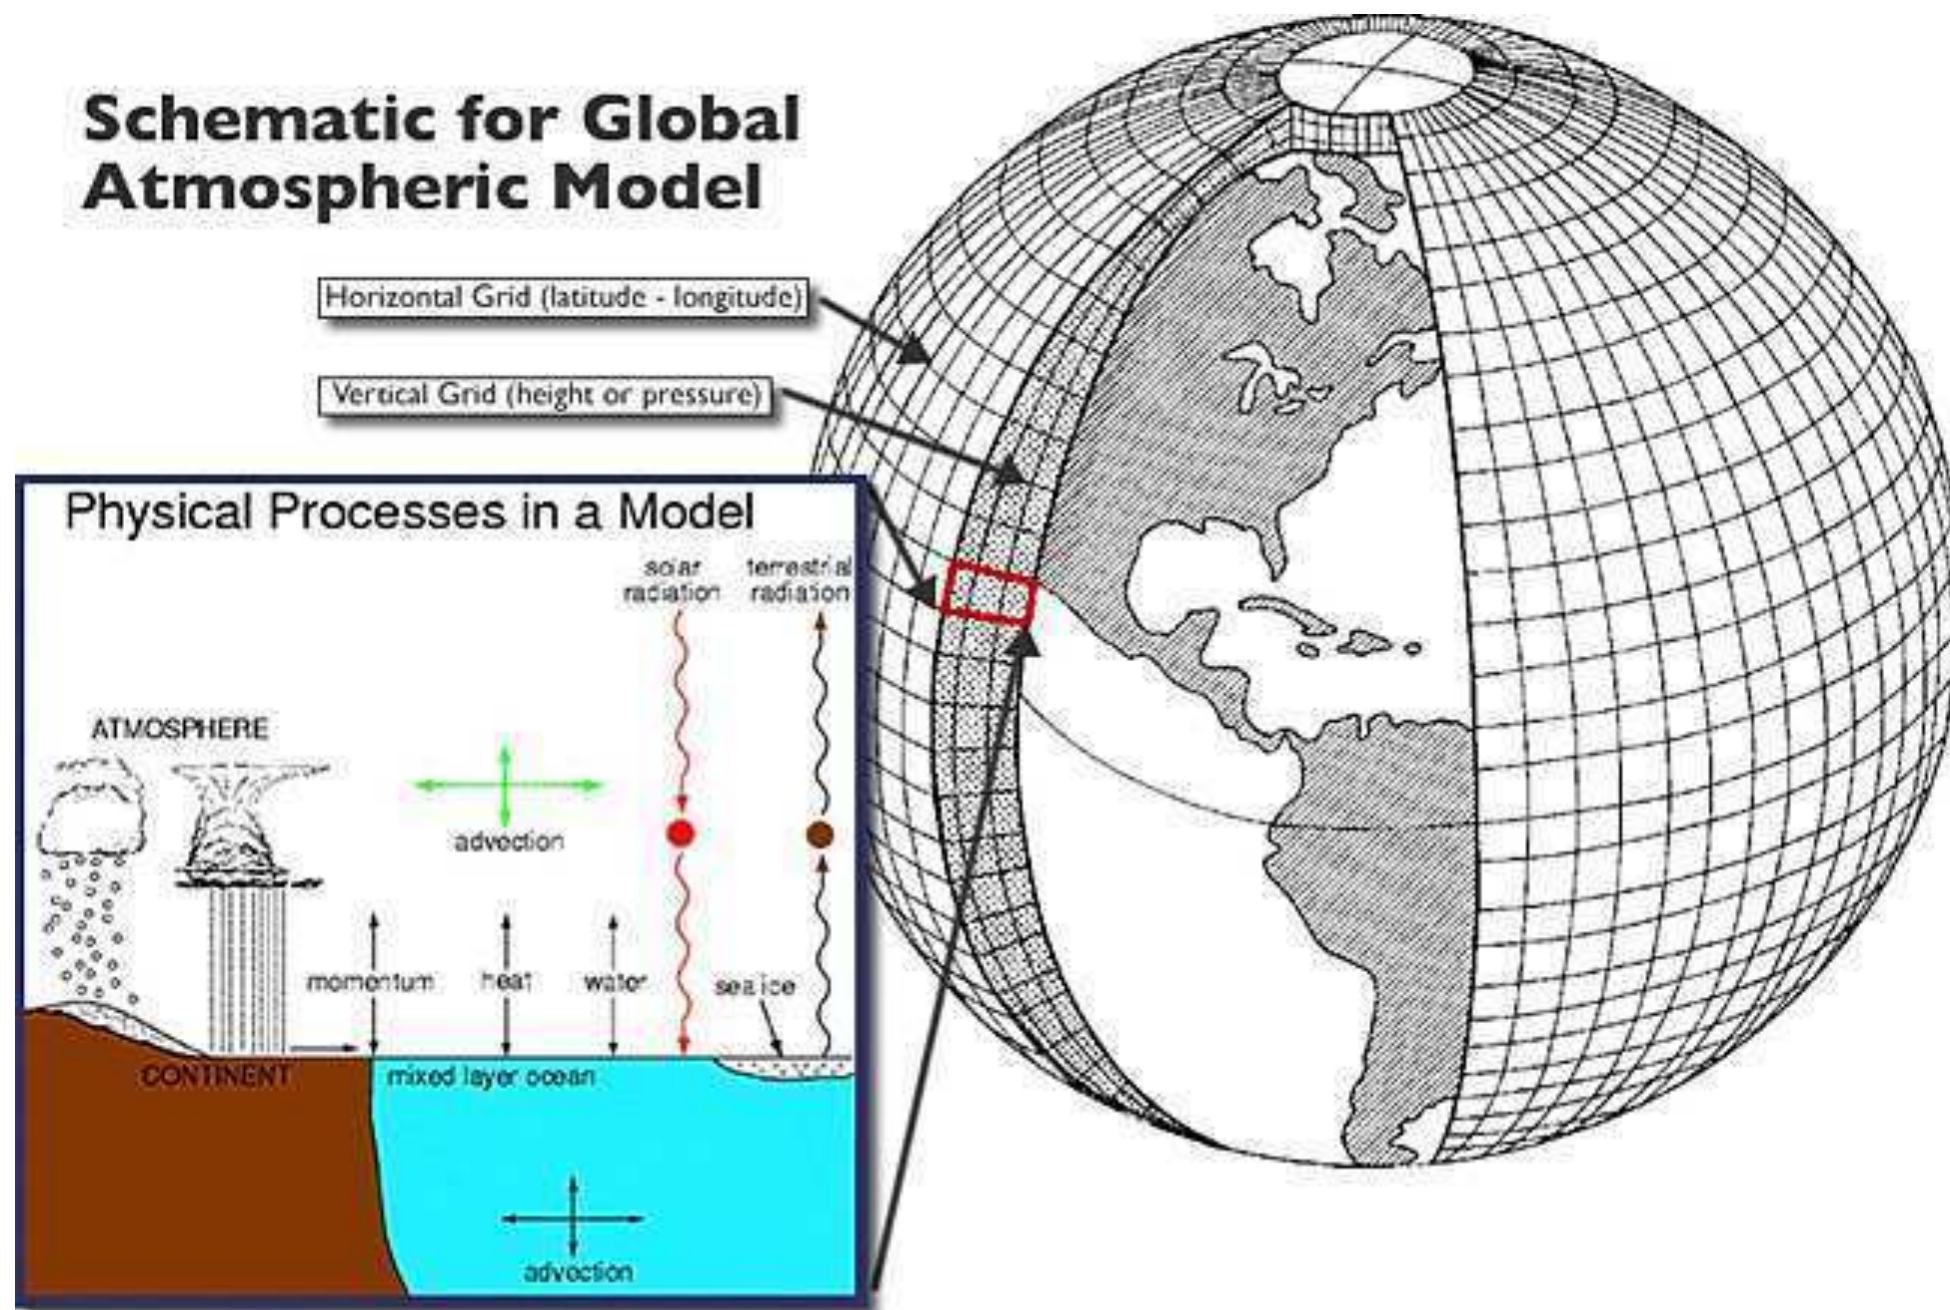 Schematic for Global
Atmospheric Model
Horizontal Grid (latitude - longitude)
Vertical Grid (height or pressure)
Physical Processes in a Model
solar
radiation
terrestrial
radiation
ATMOSPHERE
advection
momentum
heat
water
sea ice
CONTINENT
mixed layer ocean
advection